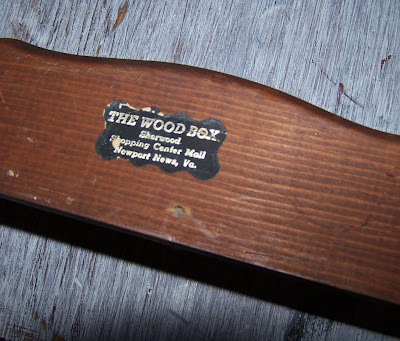 THE WOOD BOX
Sherwood
Shopping Center Mall
Newport News, Va.